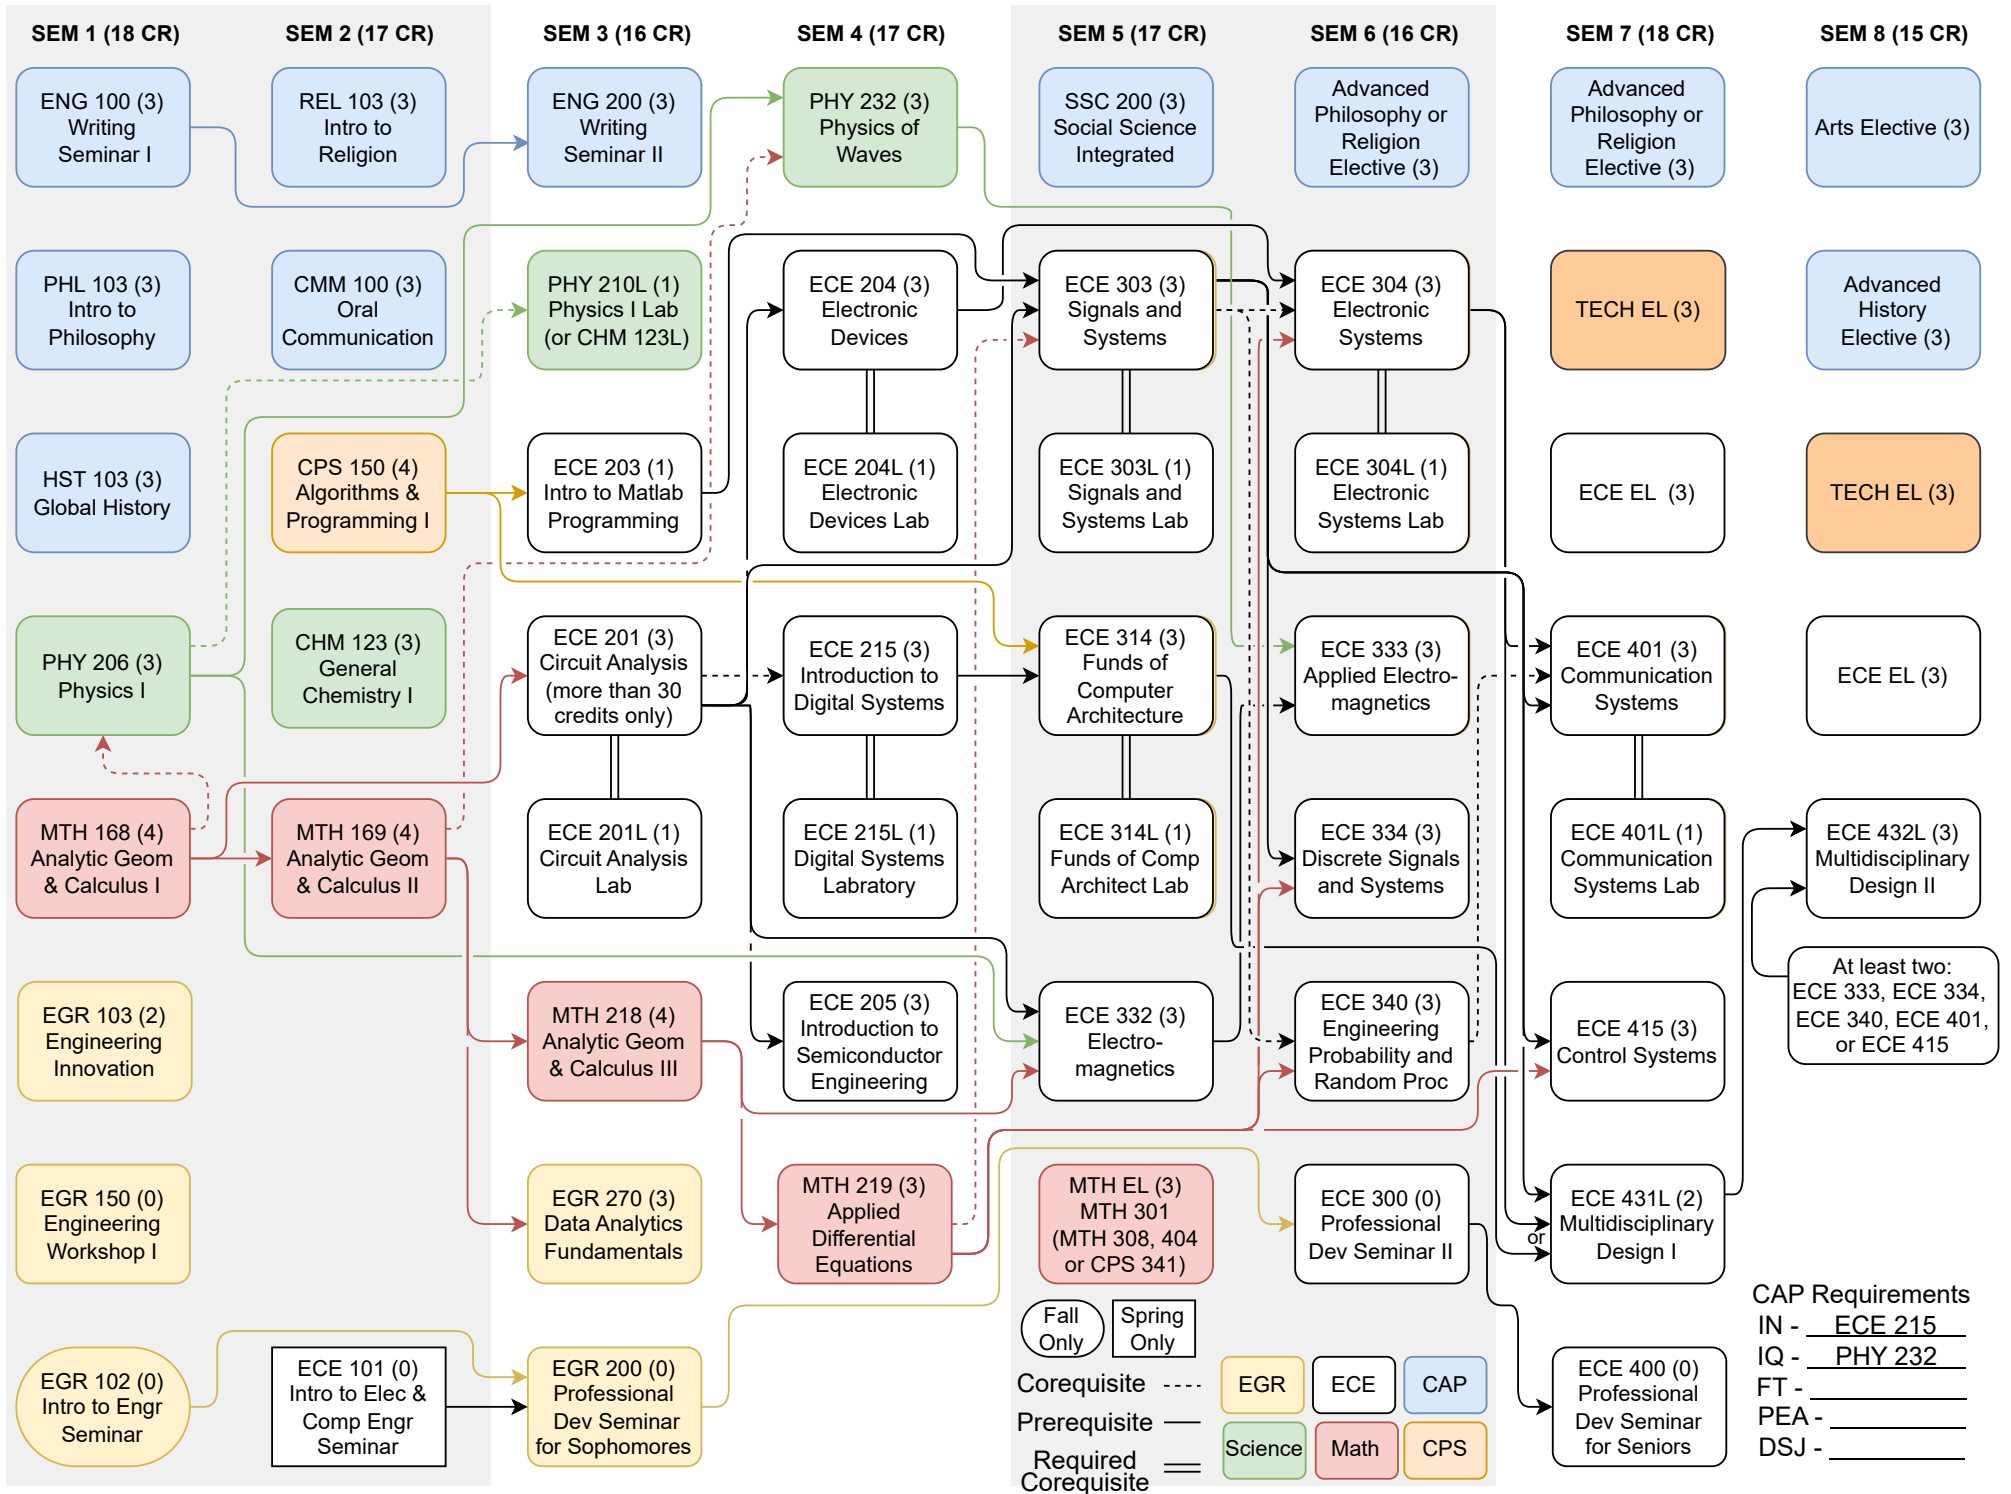 SEM 1 (18 CR)
SEM 2 (17 CR)
SEM 3 (16 CR)
SEM 4 (17 CR)
SEM 5 (17 CR)
SEM 6 (16 CR)
SEM 7 (18 CR)
SEM 8 (15 CR)
ENG 100 (3)
Writing
Seminar I
REL 103 (3)
Intro to
Religion
ENG 200 (3)
Writing
Seminar II
PHY 232 (3)
Physics of
Waves
SSC 200 (3)
Social Science
Integrated
Advanced
Philosophy or
Religion
Elective (3)
Advanced
Philosophy or
Religion
Elective (3)
Arts Elective (3)
PHL 103 (3)
Intro to
Philosophy
CMM 100 (3)
Oral
Communication
PHY 210L (1)
Physics I Lab
(or CHM 123L)
ECE 204 (3)
Electronic
Devices
ECE 303 (3)
Signals and
Systems
ECE 304 (3)
Electronic
Systems
TECH EL (3)
Advanced
History
Elective (3)
HST 103 (3)
Global History
CPS 150 (4)
Algorithms &
Programming I
ECE 203 (1)
Intro to Matlab
Programming
ECE 204L (1)
Electronic
Devices Lab
ECE 303L (1)
Signals and
Systems Lab
ECE 304L (1)
Electronic
Systems Lab
ECE EL (3)
TECH EL (3)
PHY 206 (3)
Physics I
CHM 123 (3)
General
Chemistry I
ECE 201 (3)
Circuit Analysis
(more than 30
credits only)
ECE 215 (3)
Introduction to
Digital Systems
ECE 314 (3)
Funds of
Computer
Architecture
ECE 333 (3)
Applied Electro-
magnetics
ECE 401 (3)
Communication
Systems
ECE EL (3)
MTH 168 (4)
Analytic Geom
& Calculus I
MTH 169 (4)
Analytic Geom
& Calculus II
ECE 201L (1)
Circuit Analysis
Lab
ECE 215L (1)
Digital Systems
Labratory
ECE 314L (1)
Funds of Comp
Architect Lab
ECE 334 (3)
Discrete Signals
and Systems
ECE 401L (1)
Communication
Systems Lab
ECE 432L (3)
Multidisciplinary
Design II
EGR 103 (2)
Engineering
Innovation
MTH 218 (4)
Analytic Geom
& Calculus III
ECE 205 (3)
Introduction to
Semiconductor
Engineering
ECE 332 (3)
Electro-
magnetics
ECE 340 (3)
Engineering
Probability and
Random Proc
ECE 415 (3)
Control Systems
At least two:
ECE 333, ECE 334,
ECE 340, ECE 401,
or ECE 415
EGR 150 (0)
Engineering
Workshop I
EGR 270 (3)
Data Analytics
Fundamentals
MTH 219 (3)
Applied
Differential
Equations
MTH EL (3)
MTH 301
(MTH 308, 404
or CPS 341)
ECE 300 (0)
Professional
Dev Seminar II
or
ECE 431L (2)
Multidisciplinary
Design I
EGR 102 (0)
Intro to Engr
Seminar
ECE 101 (0)
Intro to Elec &
Comp Engr
Seminar
EGR 200 (0)
Professional
Dev Seminar
for Sophomores
Fall
Only
Spring
Only
Corequisite
Prerequisite
Required
Corequisite
EGR
ECE
CAP
Science
Math
CPS
ECE 400 (0)
Professional
Dev Seminar
for Seniors
CAP Requirements
IN - ECE 215
IQ - PHY 232
FT -
PEA -
DSJ -